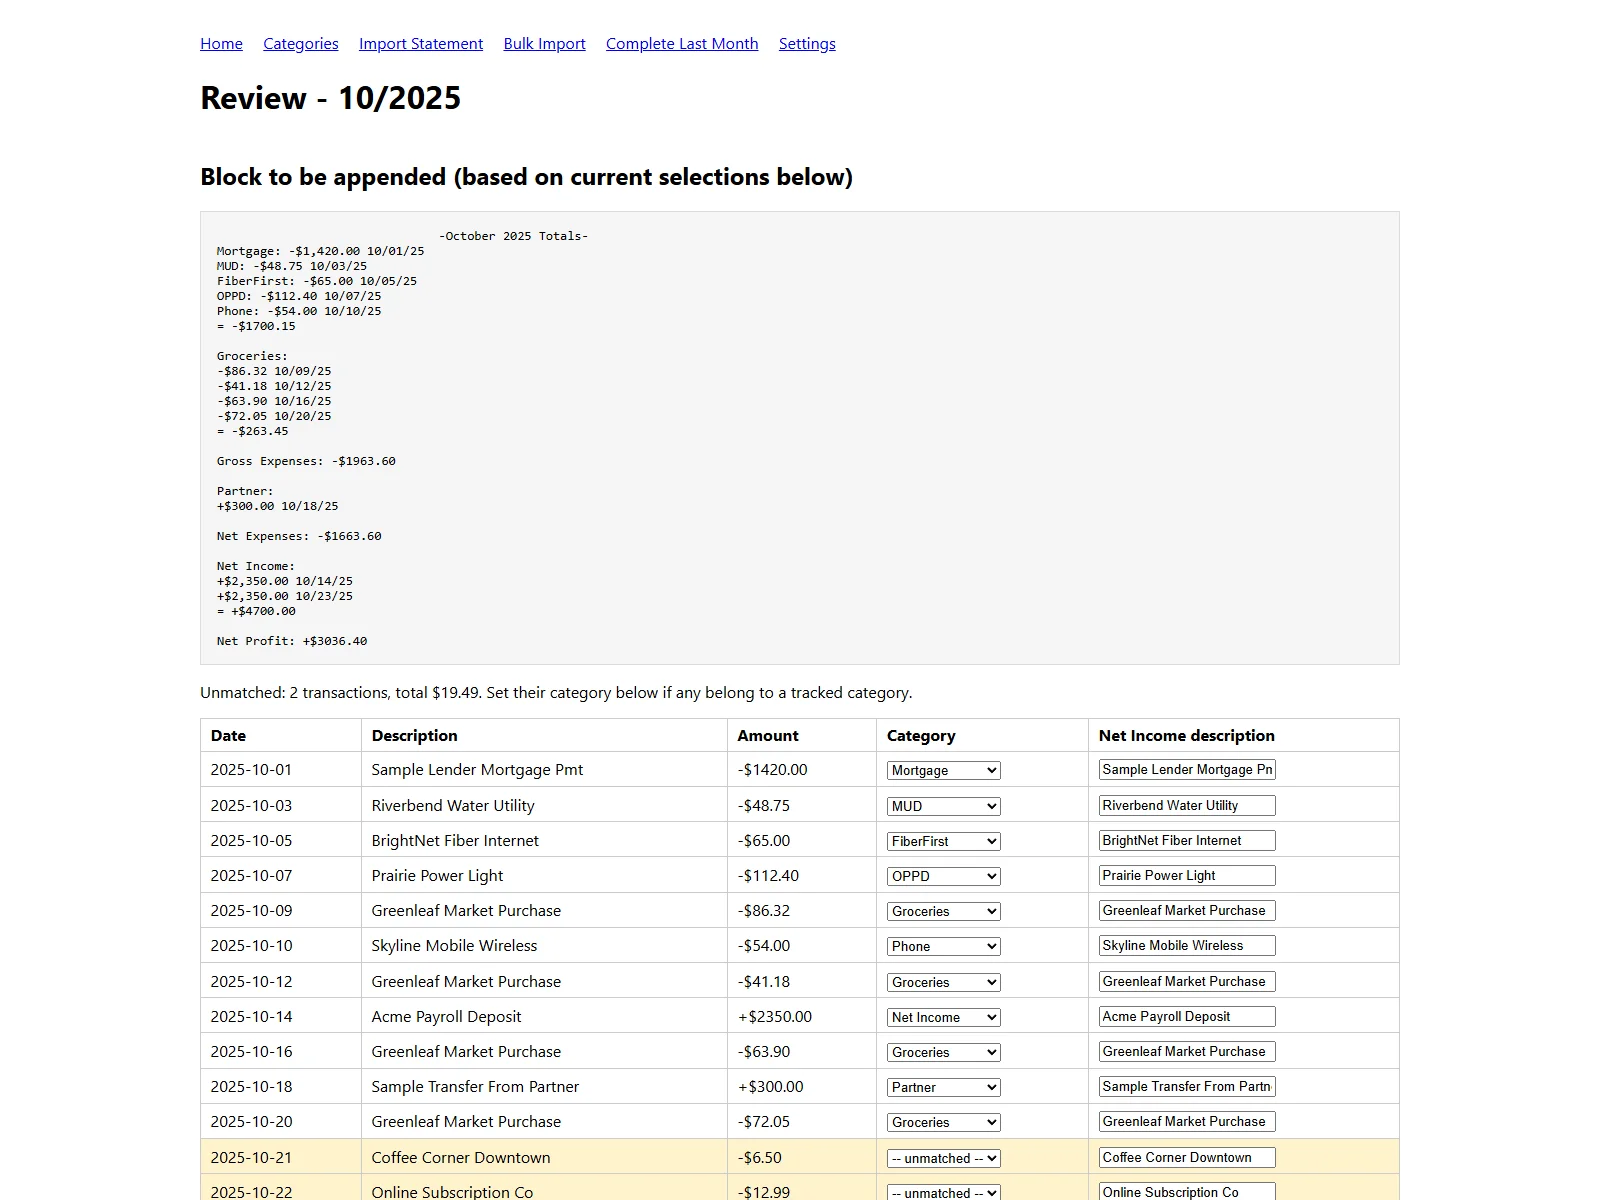 Home Categories Import Statement Bulk Import Complete Last Month Settings
Review - 10/2025
Block to be appended (based on current selections below)
-October 2025 Totals-
Mortgage: -$1,420.00 10/01/25
MUD: -$48.75 10/03/25
FiberFirst: -$65.00 10/05/25
OPPD: -$112.40 10/07/25
Phone: -$54.00 10/10/25
= -$1700.15
Groceries:
-$86.32 10/09/25
-$41.18 10/12/25
-$63.90 10/16/25
-$72.05 10/20/25
= -$263.45
Gross Expenses: -$1963.60
Partner:
+$300.00 10/18/25
Net Expenses: -$1663.60
Net Income:
+$2,350.00 10/14/25
+$2,350.00 10/23/25
= +$4700.00
Net Profit: +$3036.40
Unmatched: 2 transactions, total $19.49. Set their category below if any belong to a tracked category.
Date Description Amount Category Net Income description
2025-10-01 Sample Lender Mortgage Pmt -$1420.00 Mortgage Sample Lender Mortgage Pn
2025-10-03 Riverbend Water Utility -$48.75 MUD Riverbend Water Utility
2025-10-05 BrightNet Fiber Internet -$65.00 FiberFirst BrightNet Fiber Internet
2025-10-07 Prairie Power Light -$112.40 OPPD Prairie Power Light
2025-10-09 Greenleaf Market Purchase -$86.32 Groceries Greenleaf Market Purchase
2025-10-10 Skyline Mobile Wireless -$54.00 Phone Skyline Mobile Wireless
2025-10-12 Greenleaf Market Purchase -$41.18 Groceries Greenleaf Market Purchase
2025-10-14 Acme Payroll Deposit +$2350.00 Net Income Acme Payroll Deposit
2025-10-16 Greenleaf Market Purchase -$63.90 Groceries Greenleaf Market Purchase
2025-10-18 Sample Transfer From Partner +$300.00 Partner Sample Transfer From Partn
2025-10-20 Greenleaf Market Purchase -$72.05 Groceries Greenleaf Market Purchase
2025-10-21 Coffee Corner Downtown -$6.50 -- unmatched -- Coffee Corner Downtown
2025-10-22 Online Subscription Co -$12.99 -- unmatched -- Online Subscription Co